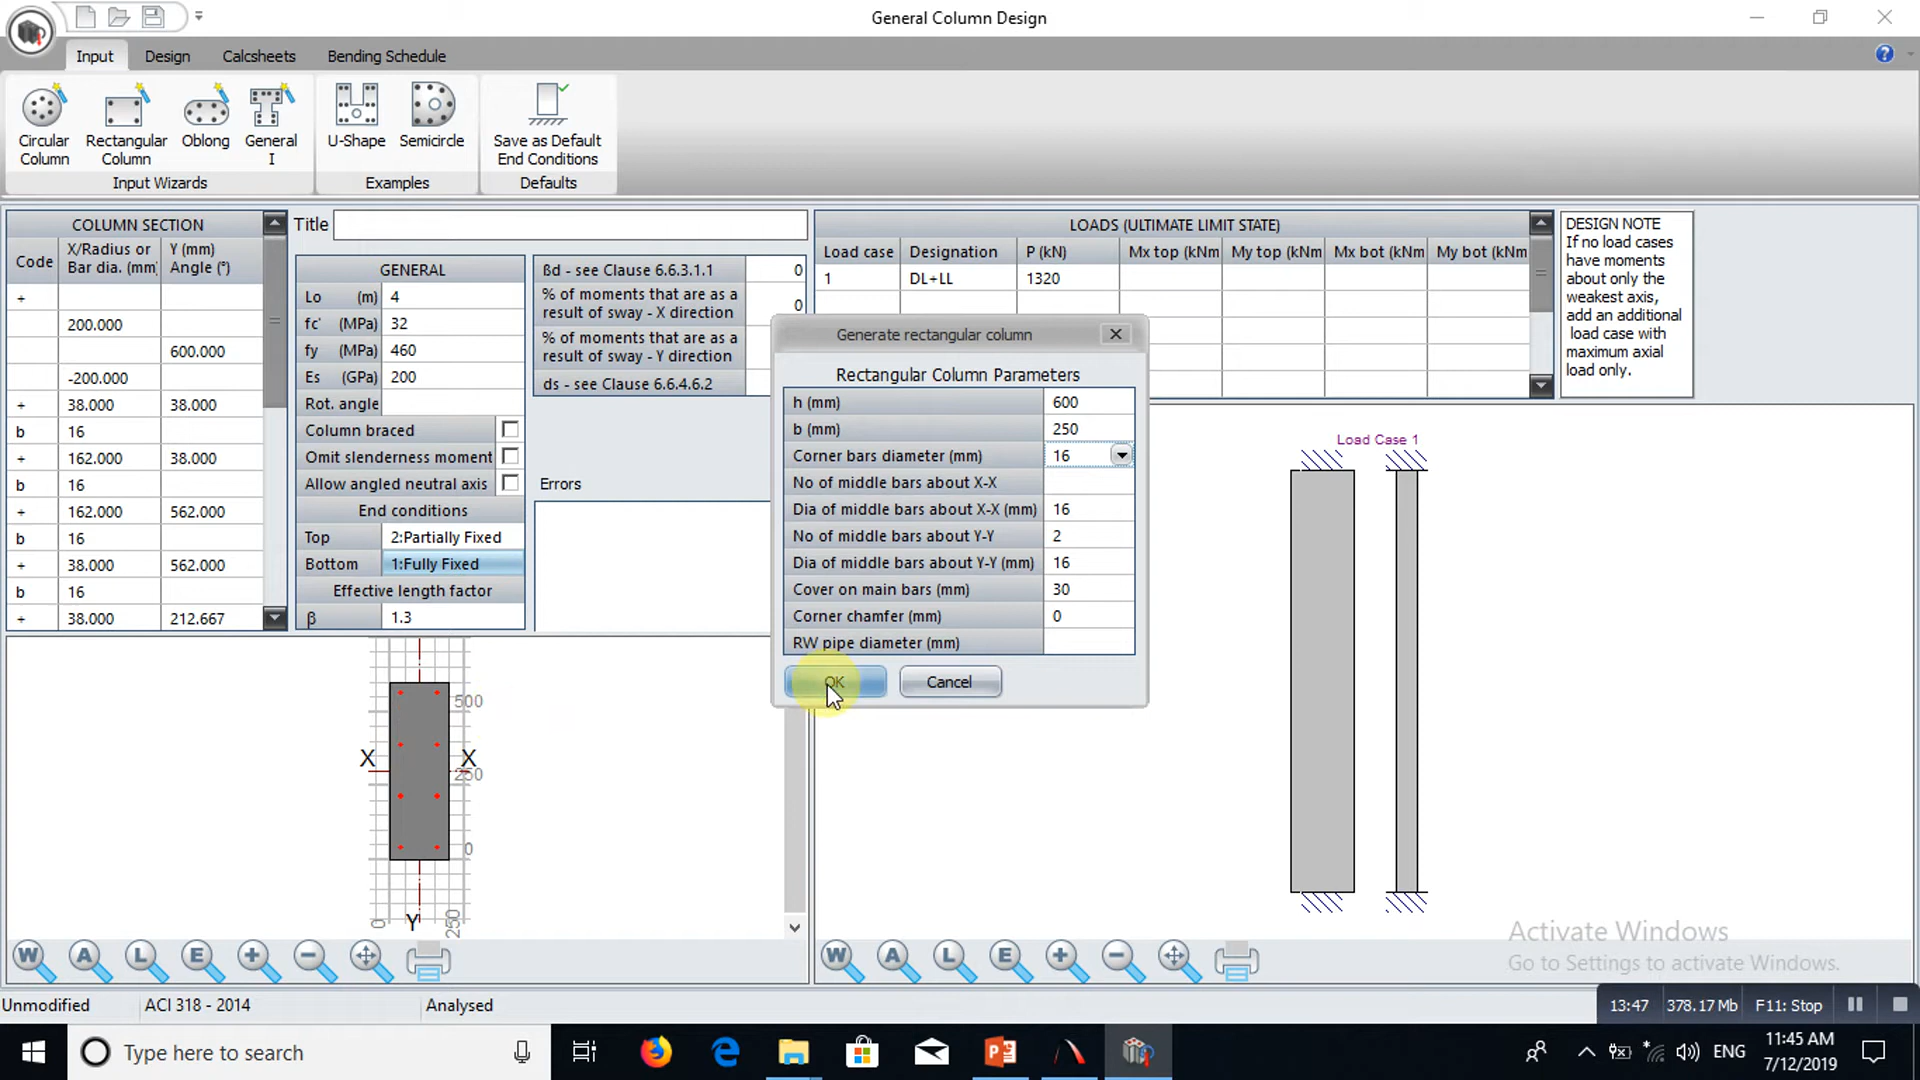 General Column Design
Input Design Calcsheets Bending Schedule
Circular Column
Rectangular Column
Oblong
General I
U-Shape
Semicircle
Save as Default End Conditions
Input Wizards
Examples
Defaults
COLUMN SECTION
Code X/Radius or Bar dia. (mm) Y (mm) Angle (°)
+
200.000
600.000
-200.000
+ 38.000 38.000
b 16
+ 162.000 38.000
b 16
+ 162.000 562.000
b 16
+ 38.000 562.000
b 16
+ 38.000 212.667
Title
GENERAL
Lo (m) 4
fc' (MPa) 32
fy (MPa) 460
Es (GPa) 200
Rot. angle
Column braced
Omit slenderness moment
Allow angled neutral axis
End conditions
Top 2:Partially Fixed
Bottom 1:Fully Fixed
Effective length factor
β 1.3
ßd - see Clause 6.6.3.1.1 0
% of moments that are as a result of sway - X direction 0
% of moments that are as a result of sway - Y direction
ds - see Clause 6.6.4.6.2
Errors
LOADS (ULTIMATE LIMIT STATE)
Load case Designation P (kN) Mx top (kNm My top (kNm Mx bot (kNm My bot (kNm
1 DL+LL 1320
DESIGN NOTE
If no load cases
have moments
about only the
weakest axis,
add an additional
load case with
maximum axial
load only.
Generate rectangular column
Rectangular Column Parameters
h (mm) 600
b (mm) 250
Corner bars diameter (mm) 16
No of middle bars about X-X
Dia of middle bars about X-X (mm) 16
No of middle bars about Y-Y 2
Dia of middle bars about Y-Y (mm) 16
Cover on main bars (mm) 30
Corner chamfer (mm) 0
RW pipe diameter (mm)
OK Cancel
500
X X
250
0
0 Y 250
Load Case 1
W A L E
W A L E
Activate Windows
Go to Settings to activate Windows.
Unmodified ACI 318 - 2014 Analysed
13:47 378.17 Mb F11: Stop
Type here to search
ENG
11:45 AM
7/12/2019